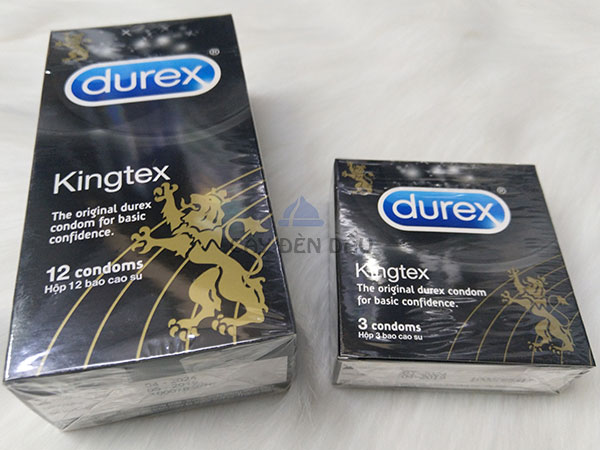 durex®
Kingtex
The original durex
condom for basic
confidence.
12 condoms
Hộp 12 bao cao su
durex®
Kingtex
The original durex condom
for basic confidence.
3 condoms
Hộp 3 bao cao su